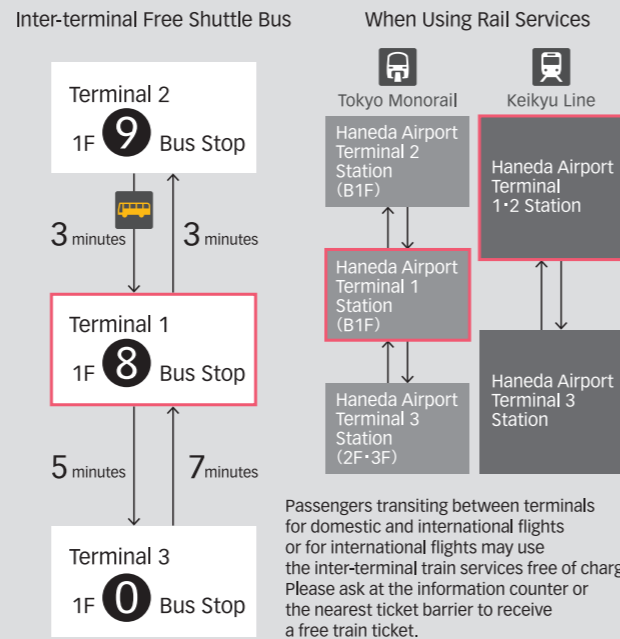 Inter-terminal Free Shuttle Bus
Terminal 2
1F 9 Bus Stop
3 minutes
3 minutes
Terminal 1
1F 8 Bus Stop
5 minutes
7 minutes
Terminal 3
1F 0 Bus Stop
When Using Rail Services
Tokyo Monorail
Haneda Airport
Terminal 2
Station
(B1F)
Haneda Airport
Terminal 1
Station
(B1F)
Haneda Airport
Terminal 3
Station
(2F・3F)
Keikyu Line
Haneda Airport
Terminal
1・2 Station
Haneda Airport
Terminal 3
Station
Passengers transiting between terminals
for domestic and international flights
or for international flights may use
the inter-terminal train services free of charg
Please ask at the information counter or
the nearest ticket barrier to receive
a free train ticket.